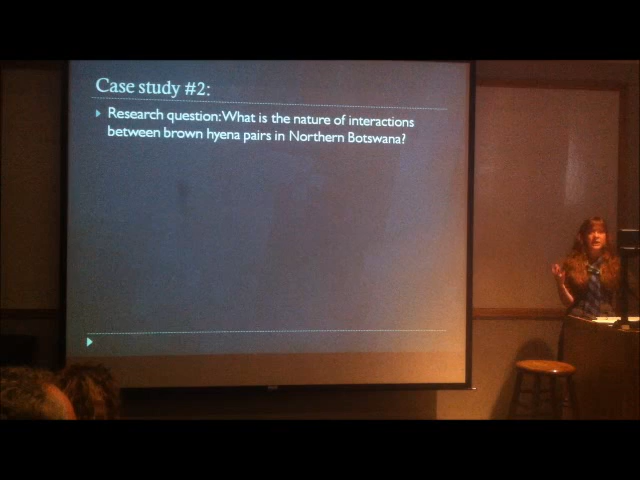 Case study #2:
Research question: What is the nature of interactions
between brown hyena pairs in Northern Botswana?